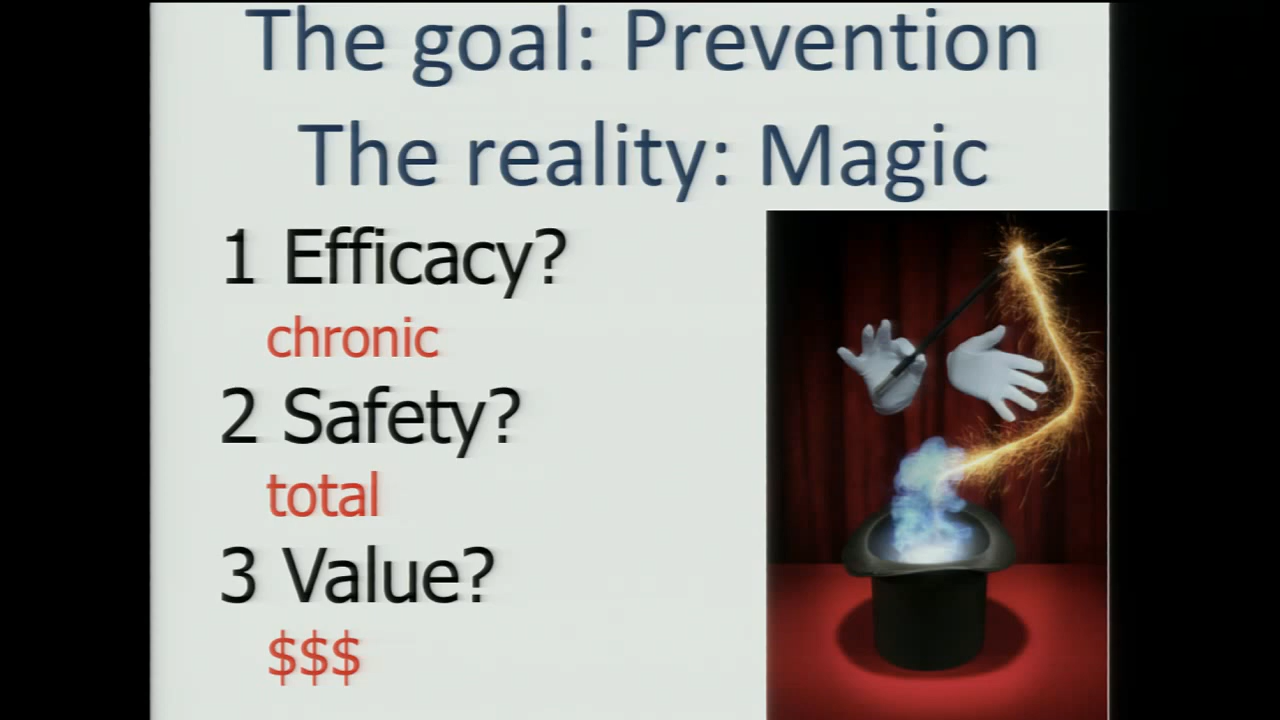 The goal: Prevention
The reality: Magic
1 Efficacy?
chronic
2 Safety?
total
3 Value?
$$$